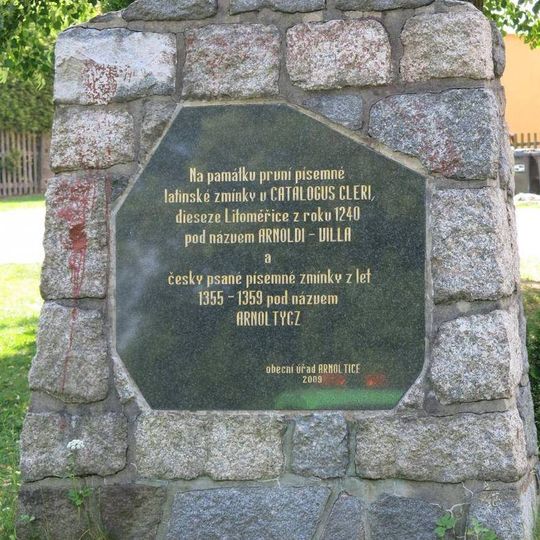 Na památku první písemné
latinské zmínky v CATALOGUS CLERI,
dieseze Litoměřice z roku 1240
pod názvem ARNOLDI - VILLA
a
česky psané písemné zmínky z let
1355 - 1359 pod názvem
ARNOLTYCZ
obecní úřad ARNOLTICE
2009